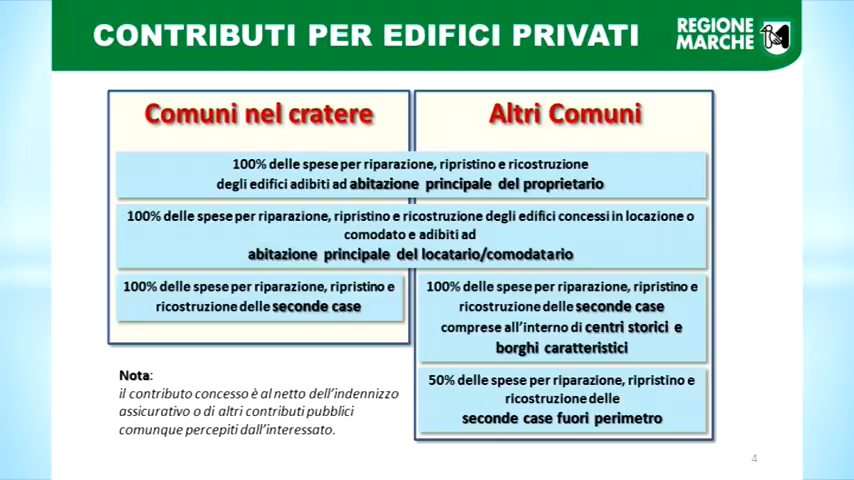 CONTRIBUTI PER EDIFICI PRIVATI
REGIONE
MARCHE
Comuni nel cratere
Altri Comuni
100% delle spese per riparazione, ripristino e ricostruzione
degli edifici adibiti ad abitazione principale del proprietario
100% delle spese per riparazione, ripristino e ricostruzione degli edifici concessi in locazione o
comodato e adibiti ad
abitazione principale del locatario/comodatario
100% delle spese per riparazione, ripristino e
ricostruzione delle seconde case
100% delle spese per riparazione, ripristino e
ricostruzione delle seconde case
comprese all'interno di centri storici e
borghi caratteristici
50% delle spese per riparazione, ripristino e
ricostruzione delle
seconde case fuori perimetro
Nota:
il contributo concesso è al netto dell'indennizzo
assicurativo o di altri contributi pubblici
comunque percepiti dall'interessato.
4